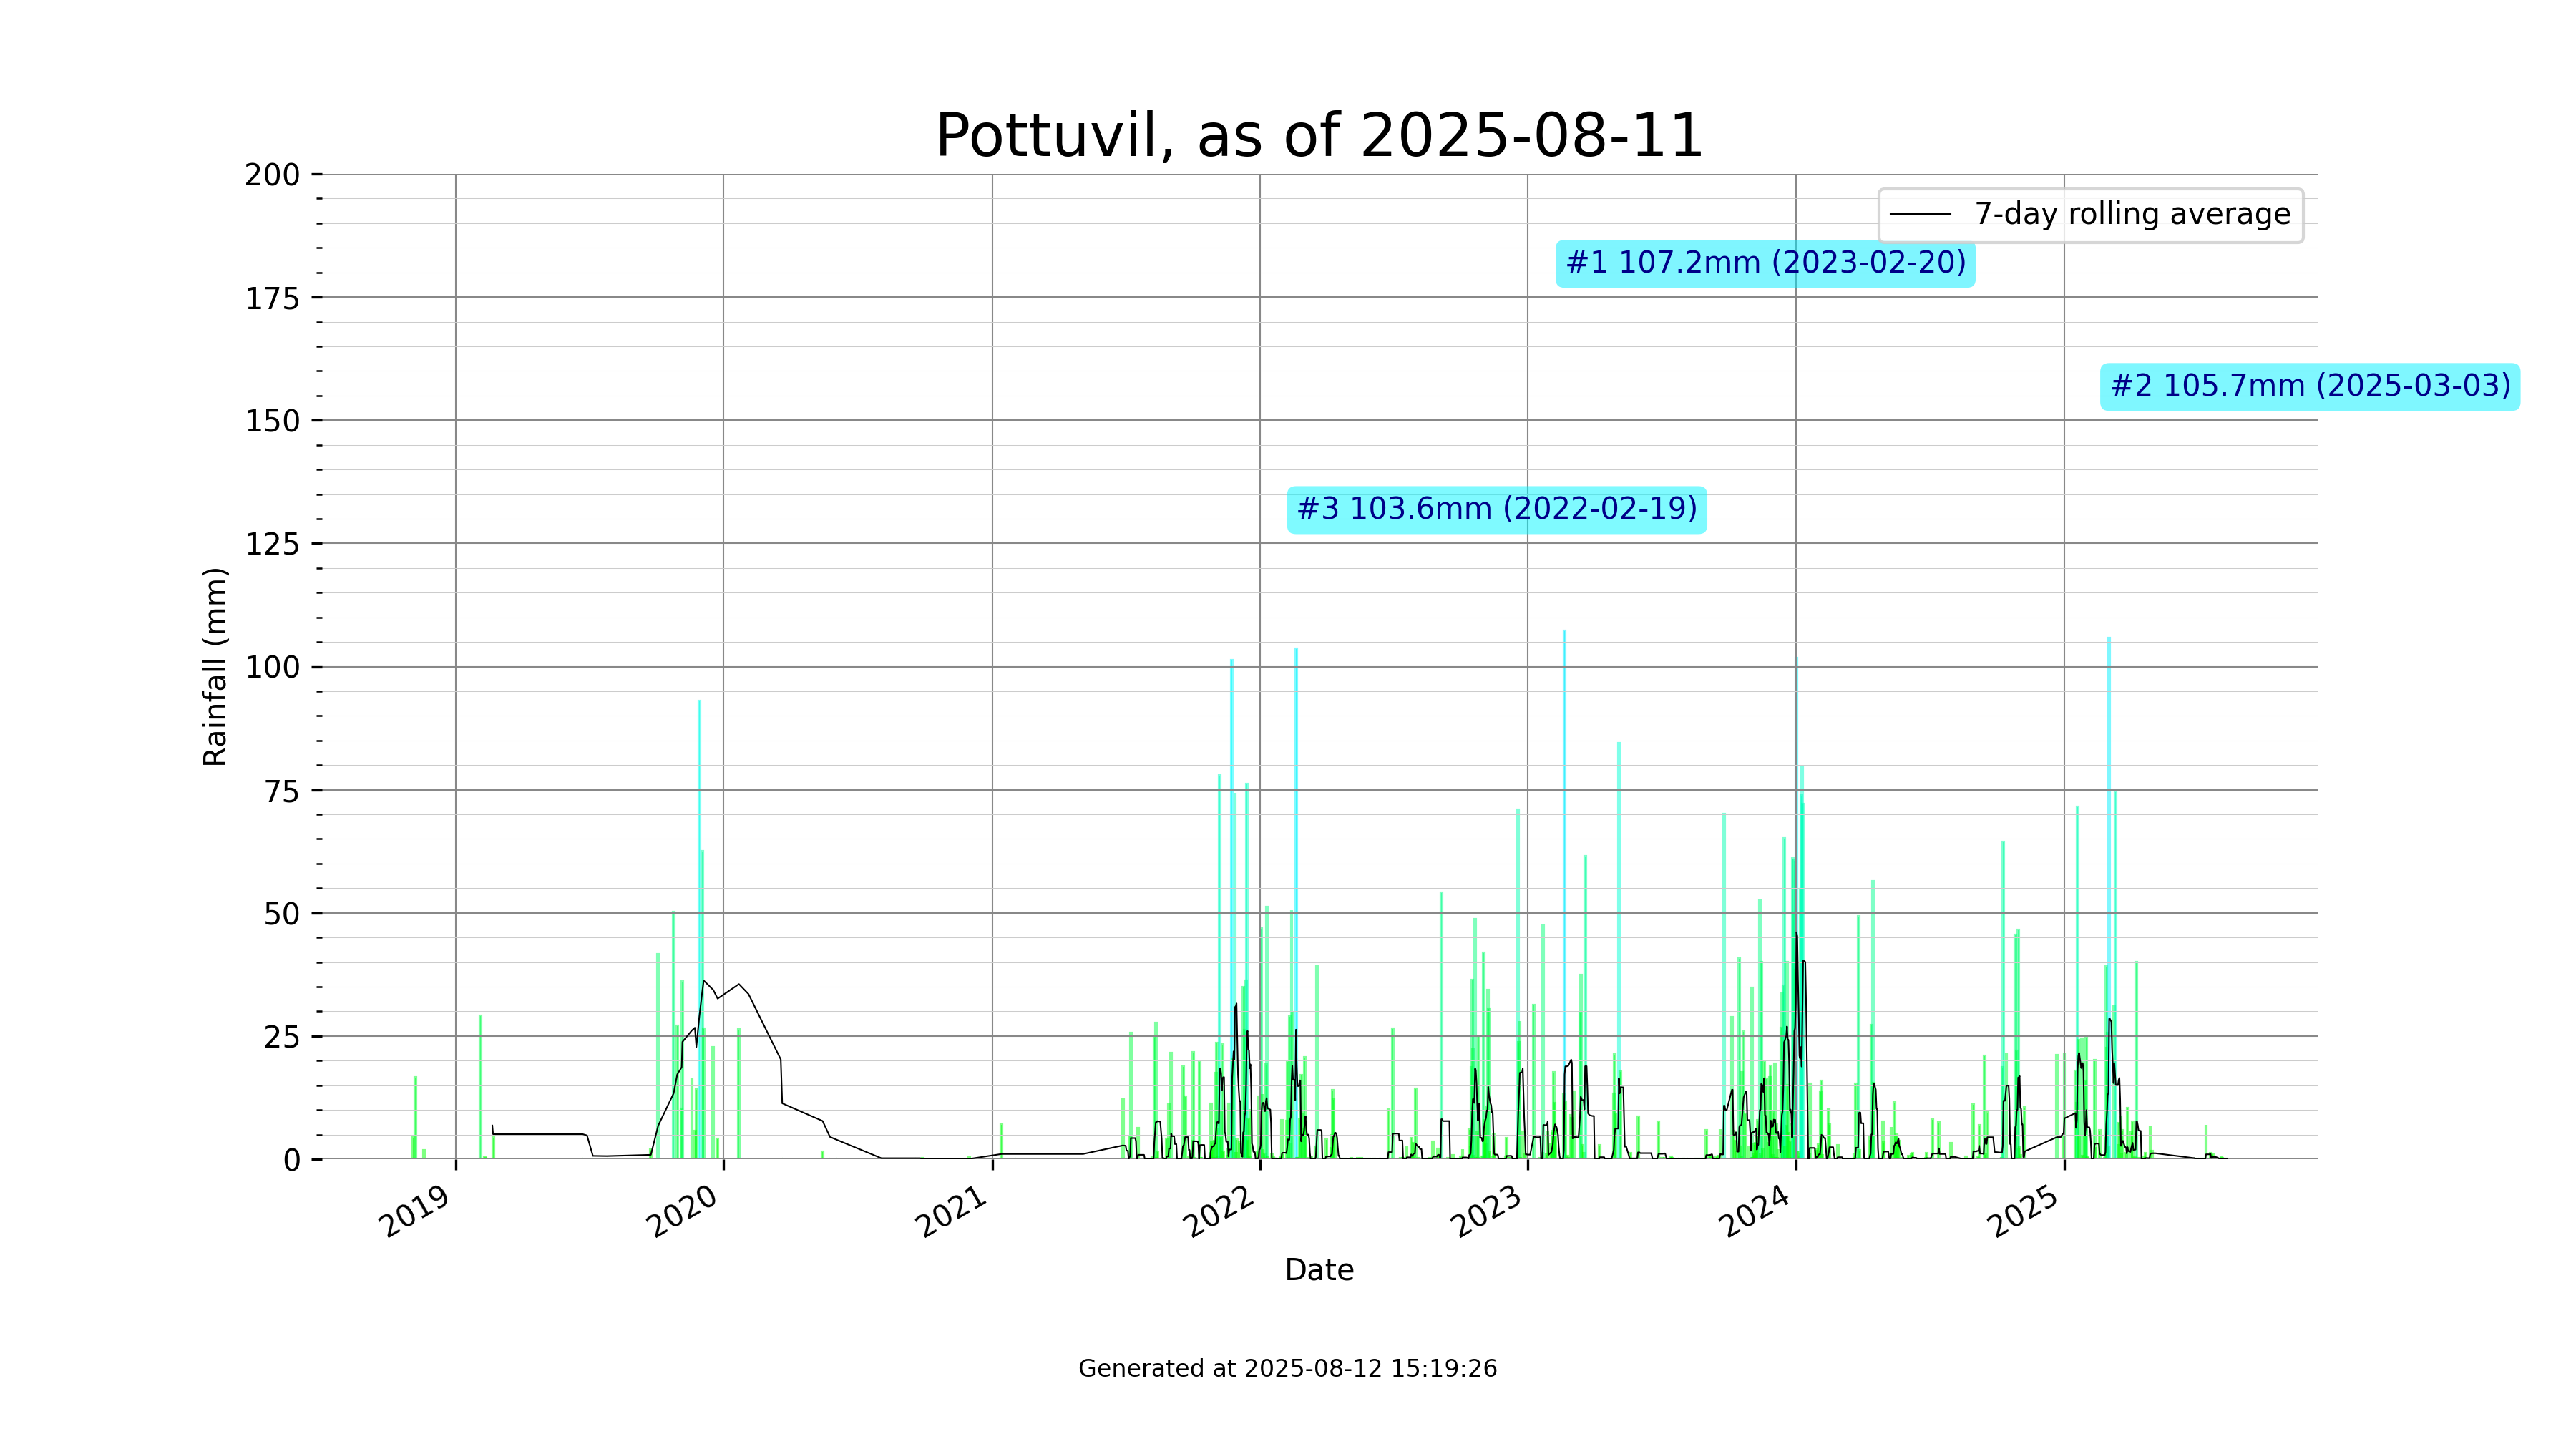 Pottuvil, as of 2025-08-11
200
175
150
125
100
75
50
25
0
Rainfall (mm)
7-day rolling average
#1 107.2mm (2023-02-20)
#2 105.7mm (2025-03-03)
#3 103.6mm (2022-02-19)
2019
2020
2021
2022
2023
2024
2025
Date
Generated at 2025-08-12 15:19:26